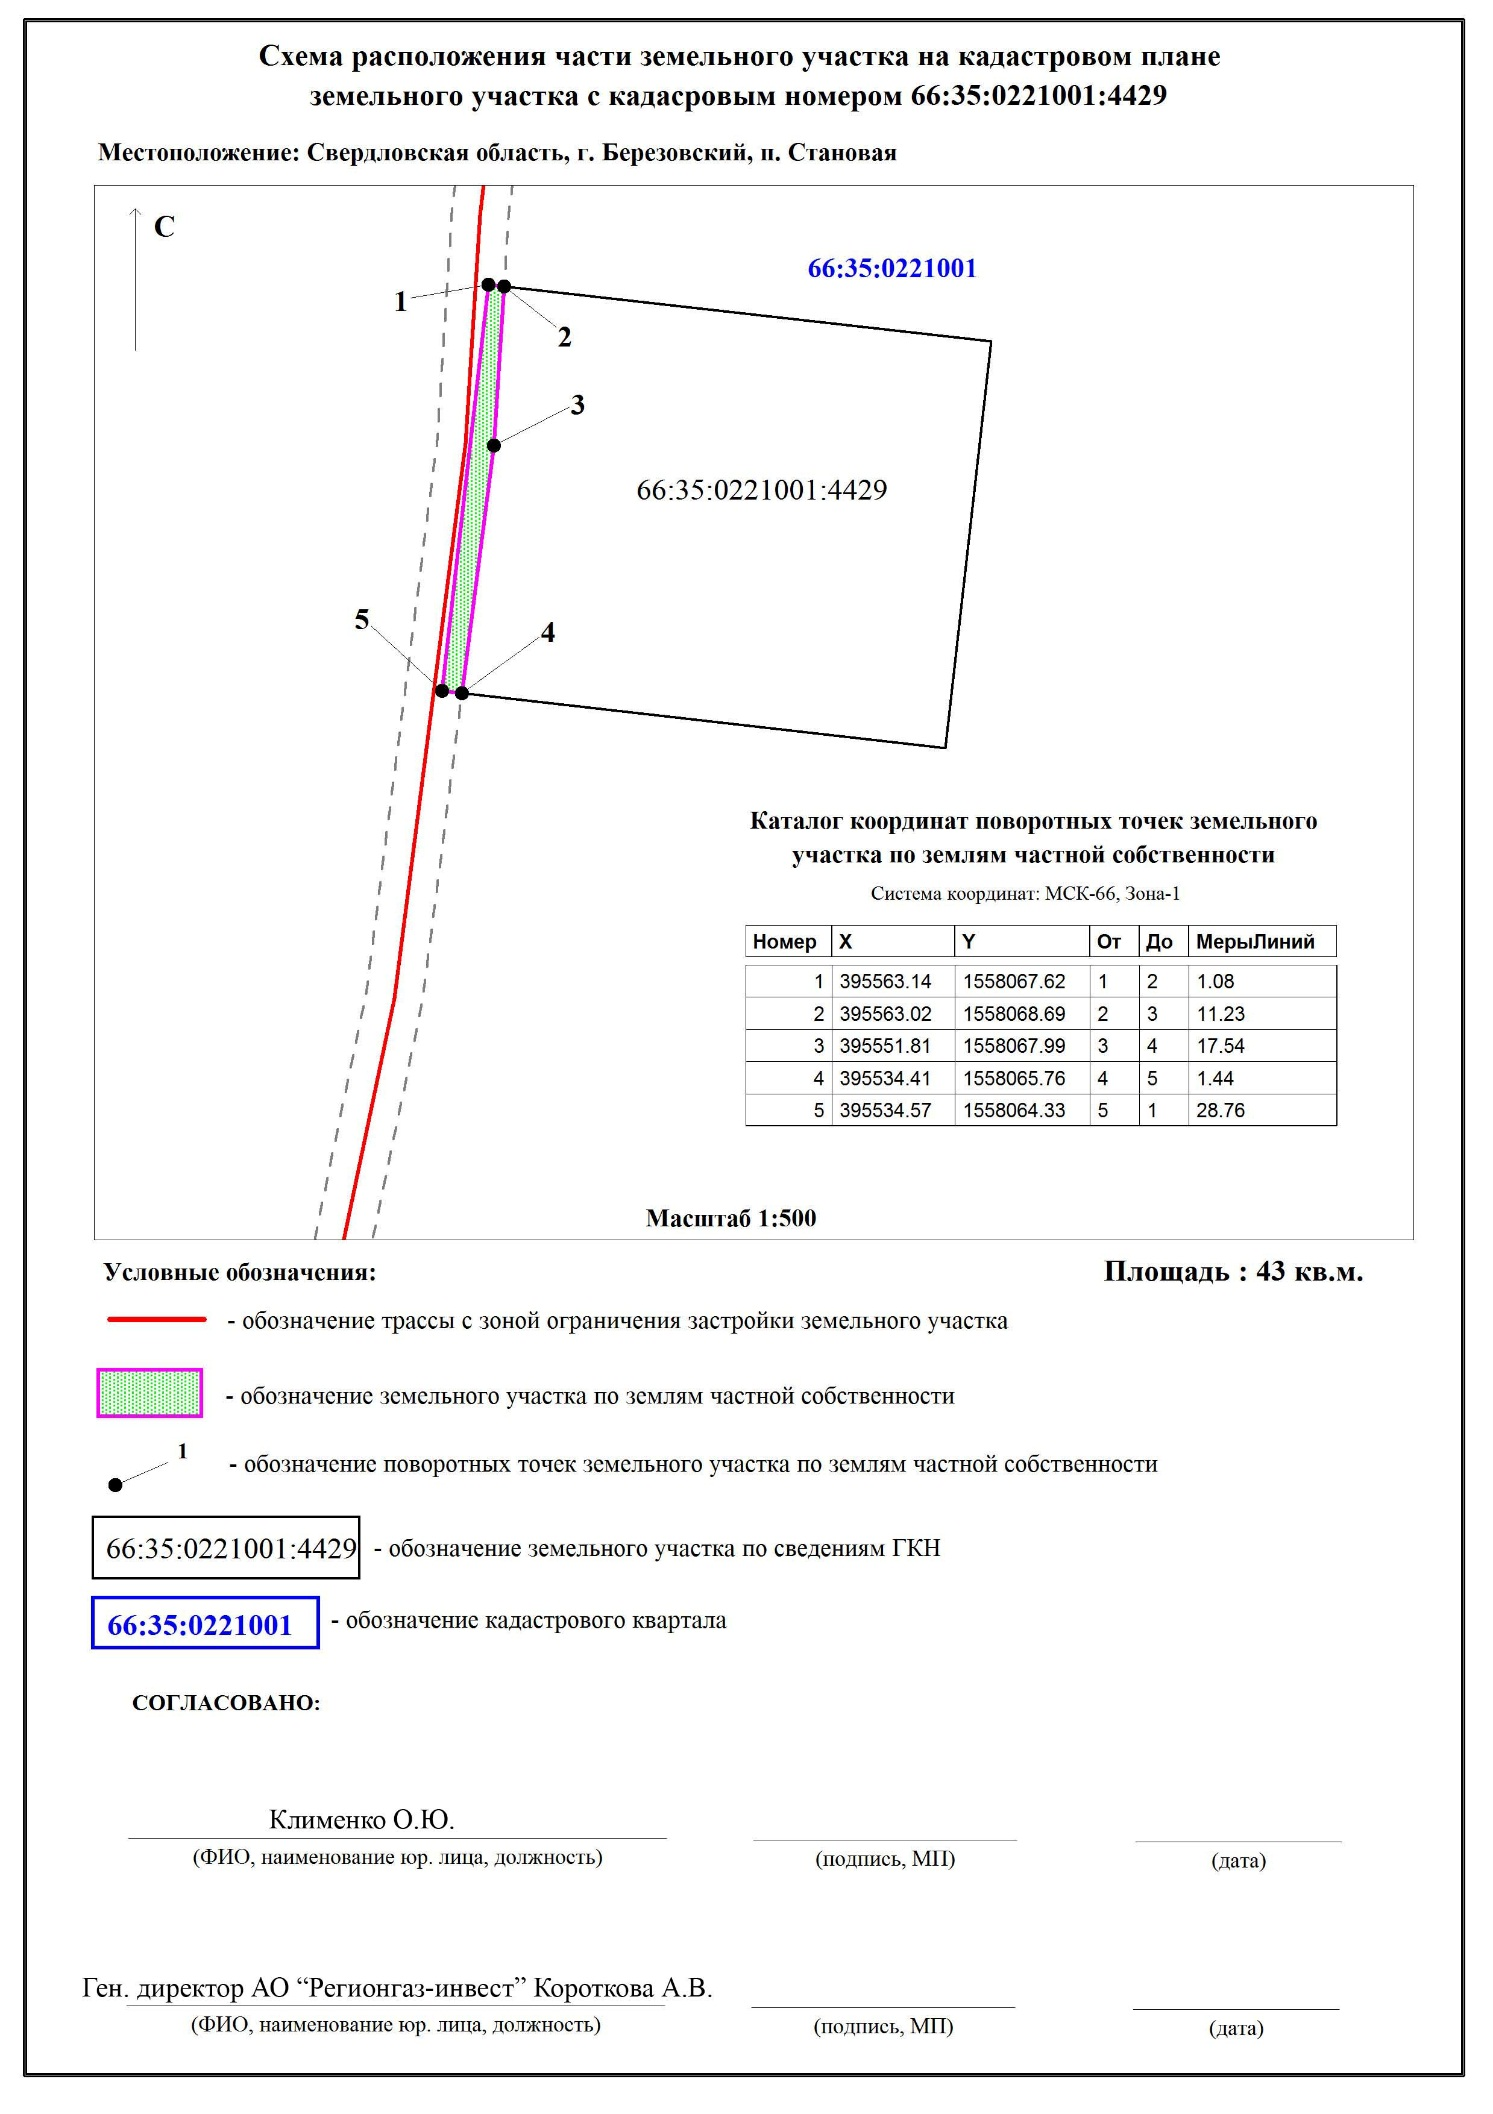 Схема расположения части земельного участка на кадастровом плане
земельного участка с кадасровым номером 66:35:0221001:4429
Местоположение: Свердловская область, г. Березовский, п. Становая
С
66:35:0221001
1
2
3
66:35:0221001:4429
5
4
Каталог координат поворотных точек земельного
участка по землям частной собственности
Система координат: МСК-66, Зона-1
Номер X Y От До МерыЛиний
1 395563.14 1558067.62 1 2 1.08
2 395563.02 1558068.69 2 3 11.23
3 395551.81 1558067.99 3 4 17.54
4 395534.41 1558065.76 4 5 1.44
5 395534.57 1558064.33 5 1 28.76
Масштаб 1:500
Условные обозначения:
Площадь : 43 кв.м.
- обозначение трассы с зоной ограничения застройки земельного участка
- обозначение земельного участка по землям частной собственности
1
- обозначение поворотных точек земельного участка по землям частной собственности
66:35:0221001:4429 - обозначение земельного участка по сведениям ГКН
66:35:0221001 - обозначение кадастрового квартала
СОГЛАСОВАНО:
Клименко О.Ю.
(ФИО, наименование юр. лица, должность) (подпись, МП) (дата)
Ген. директор АО “Регионгаз-инвест” Короткова А.В.
(ФИО, наименование юр. лица, должность) (подпись, МП) (дата)